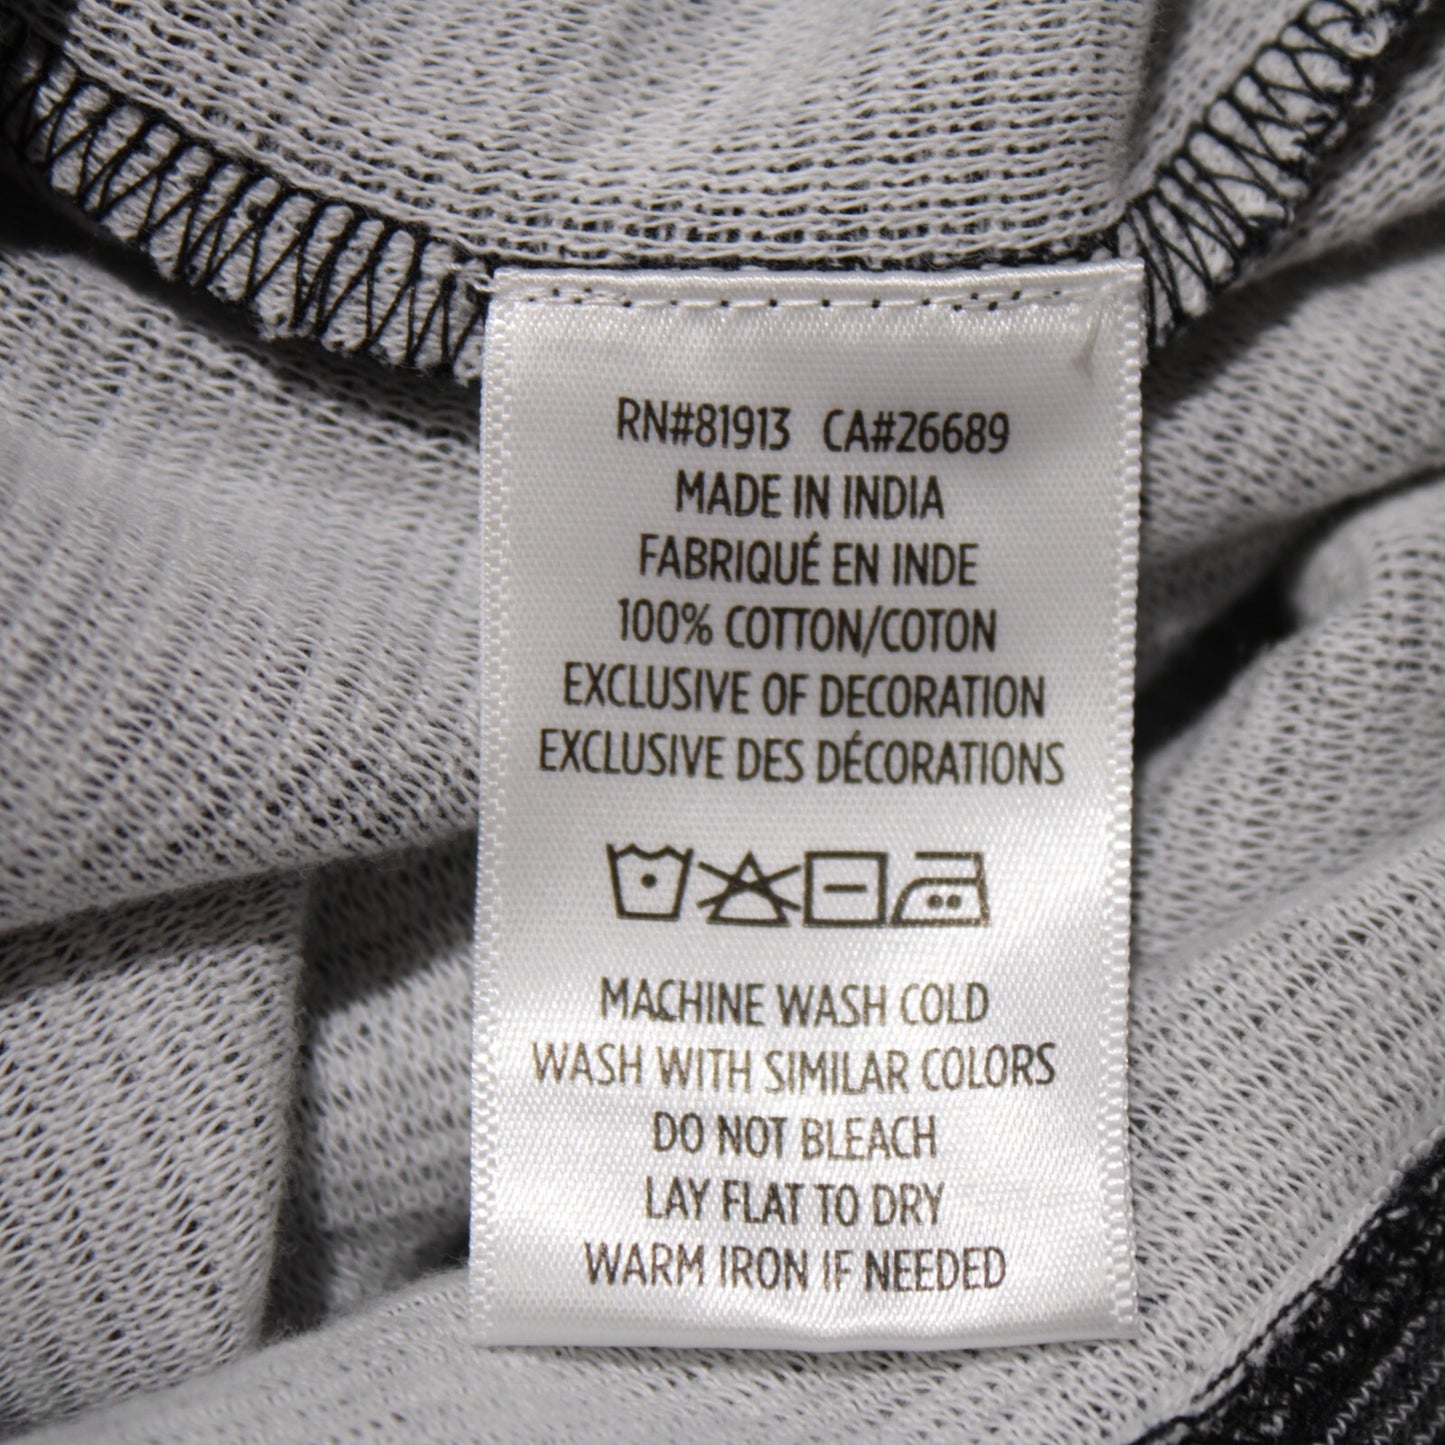 RN#81913 CA#26689
MADE IN INDIA
FABRIQUÉ EN INDE
100% COTTON/COTON
EXCLUSIVE OF DECORATION
EXCLUSIVE DES DÉCORATIONS
MACHINE WASH COLD
WASH WITH SIMILAR COLORS
DO NOT BLEACH
LAY FLAT TO DRY
WARM IRON IF NEEDED